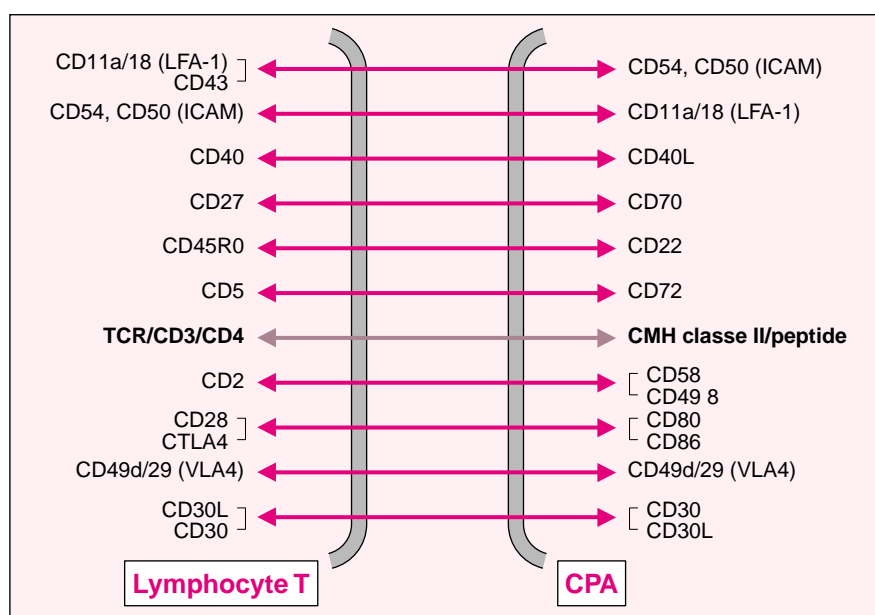 CD11a/18 (LFA-1)
CD43
CD54, CD50 (ICAM)
CD54, CD50 (ICAM)
CD11a/18 (LFA-1)
CD40
CD40L
CD27
CD70
CD45R0
CD22
CD5
CD72
TCR/CD3/CD4
CMH classe II/peptide
CD2
CD58
CD49 8
CD28
CTLA4
CD80
CD86
CD49d/29 (VLA4)
CD49d/29 (VLA4)
CD30L
CD30
CD30
CD30L
Lymphocyte T
CPA